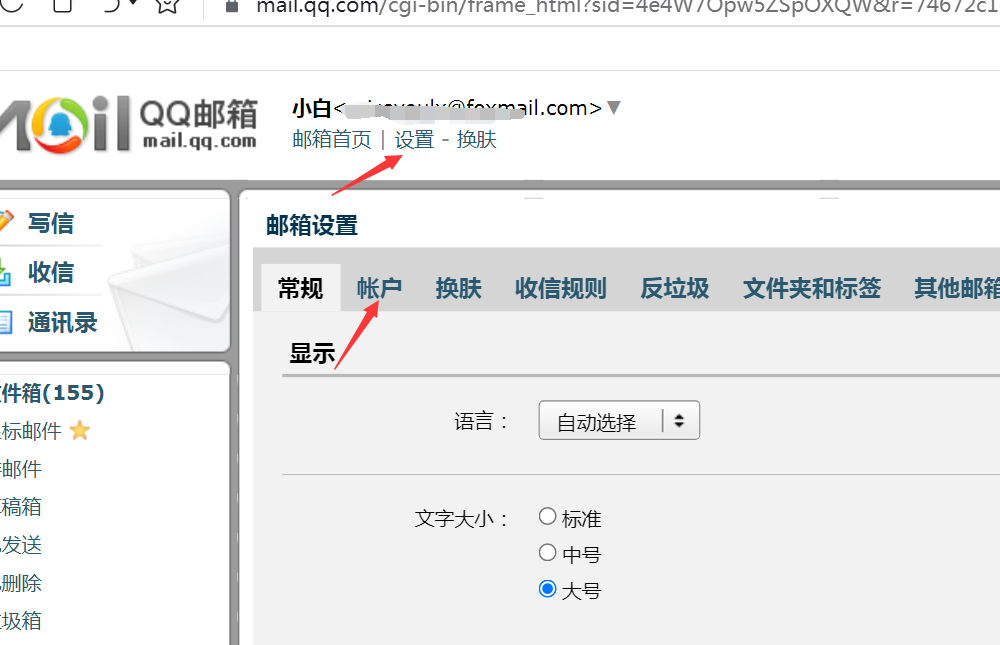 mail.qq.com/cgi-bin/frame_html?sid=4e4W7Opw5ZSpOXQW&r=74672c1
QQ邮箱
mail.qq.com
小白<@foxmail.com>
邮箱首页 | 设置 - 换肤
写信
收信
通讯录
件箱(155)
标邮件
邮件
稿箱
发送
删除
圾箱
邮箱设置
常规 帐户 换肤 收信规则 反垃圾 文件夹和标签 其他邮箱
显示
语言： 自动选择
文字大小： 标准
中号
大号